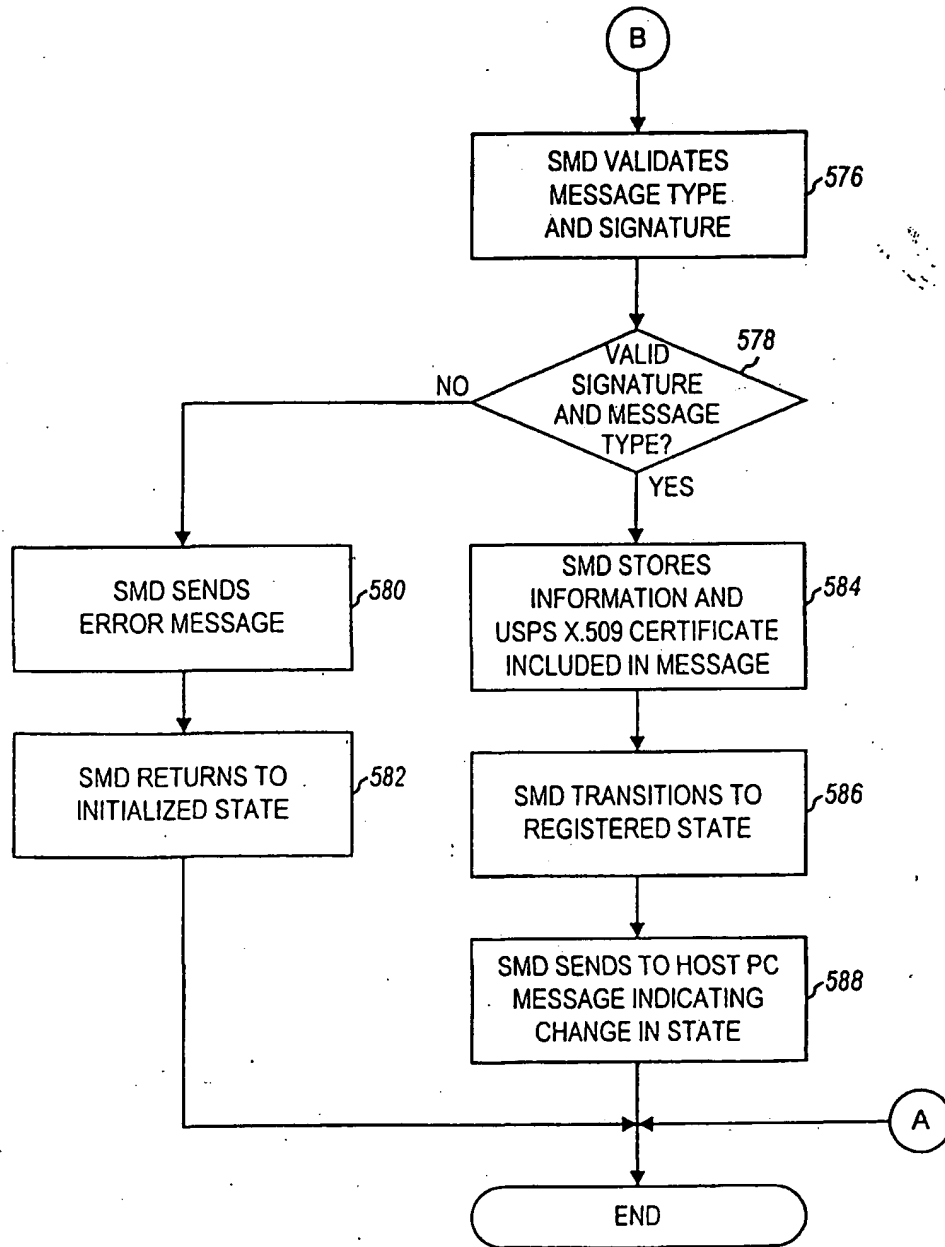 B
SMD VALIDATES
MESSAGE TYPE
AND SIGNATURE
576
578
VALID
SIGNATURE
AND MESSAGE
TYPE?
NO
YES
SMD SENDS
ERROR MESSAGE
580
SMD STORES
INFORMATION AND
USPS X.509 CERTIFICATE
INCLUDED IN MESSAGE
584
SMD RETURNS TO
INITIALIZED STATE
582
SMD TRANSITIONS TO
REGISTERED STATE
586
SMD SENDS TO HOST PC
MESSAGE INDICATING
CHANGE IN STATE
588
A
END